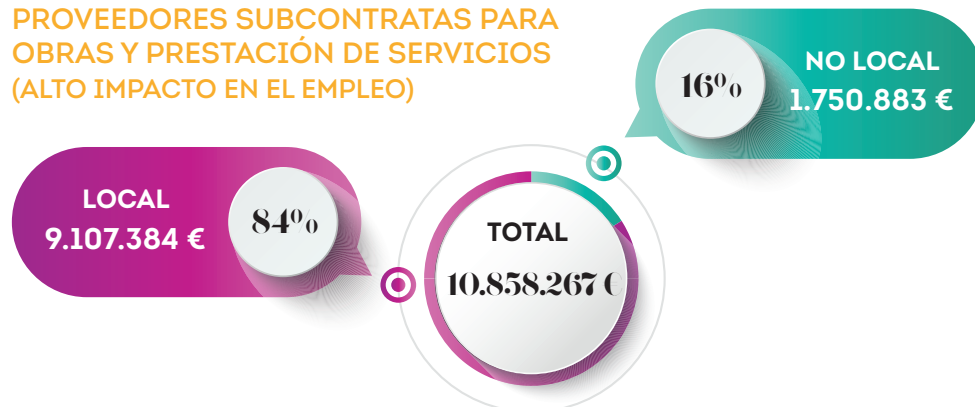 PROVEEDORES SUBCONTRATAS PARA
OBRAS Y PRESTACIÓN DE SERVICIOS
(ALTO IMPACTO EN EL EMPLEO)
16%
NO LOCAL
1.750.883 €
LOCAL
9.107.384 €
84%
TOTAL
10.858.267 €